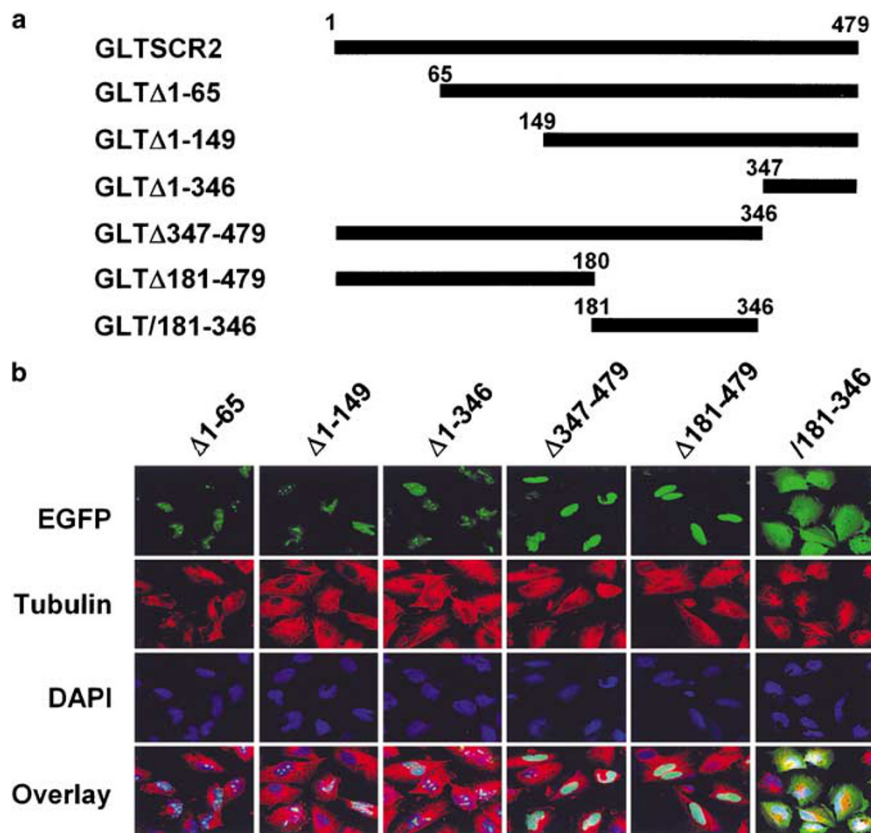 a
1 479
GLTSCR2
65
GLTΔ1-65
149
GLTΔ1-149
347
GLTΔ1-346
346
GLTΔ347-479
180
GLTΔ181-479
181 346
GLT/181-346
b
Δ1-65 Δ1-149 Δ1-346 Δ347-479 Δ181-479 /181-346
EGFP
Tubulin
DAPI
Overlay